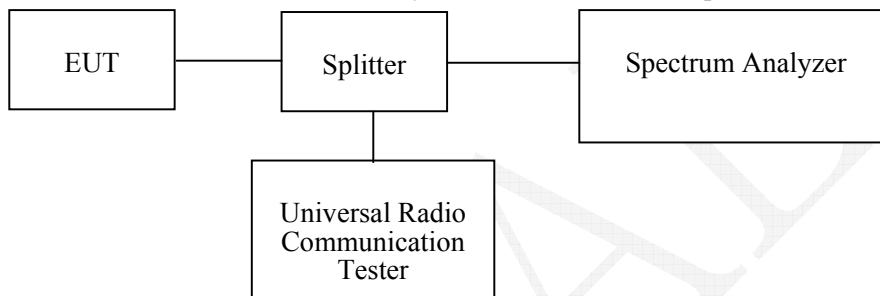 EUT
Splitter
Spectrum Analyzer
Universal Radio
Communication
Tester